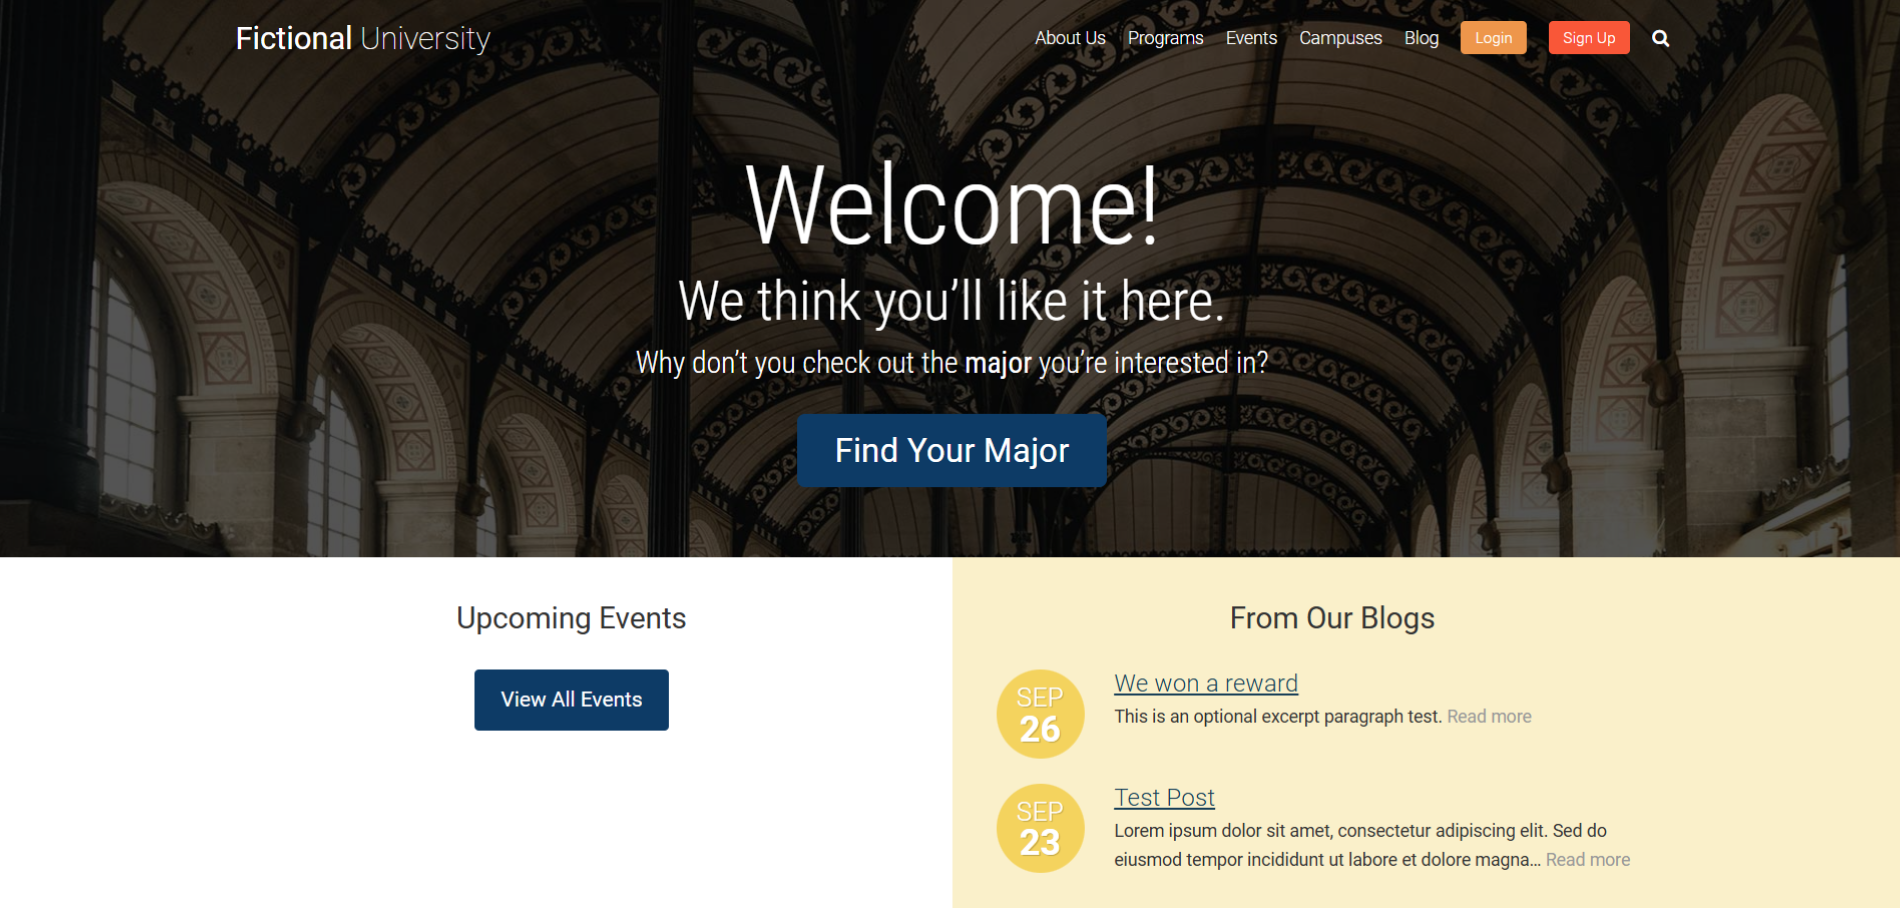 Fictional University
About Us Programs Events Campuses Blog Login Sign Up
Welcome!
We think you’ll like it here.
Why don’t you check out the major you’re interested in?
Find Your Major
Upcoming Events
View All Events
From Our Blogs
SEP
26
We won a reward
This is an optional excerpt paragraph test. Read more
SEP
23
Test Post
Lorem ipsum dolor sit amet, consectetur adipiscing elit. Sed do
eiusmod tempor incididunt ut labore et dolore magna… Read more